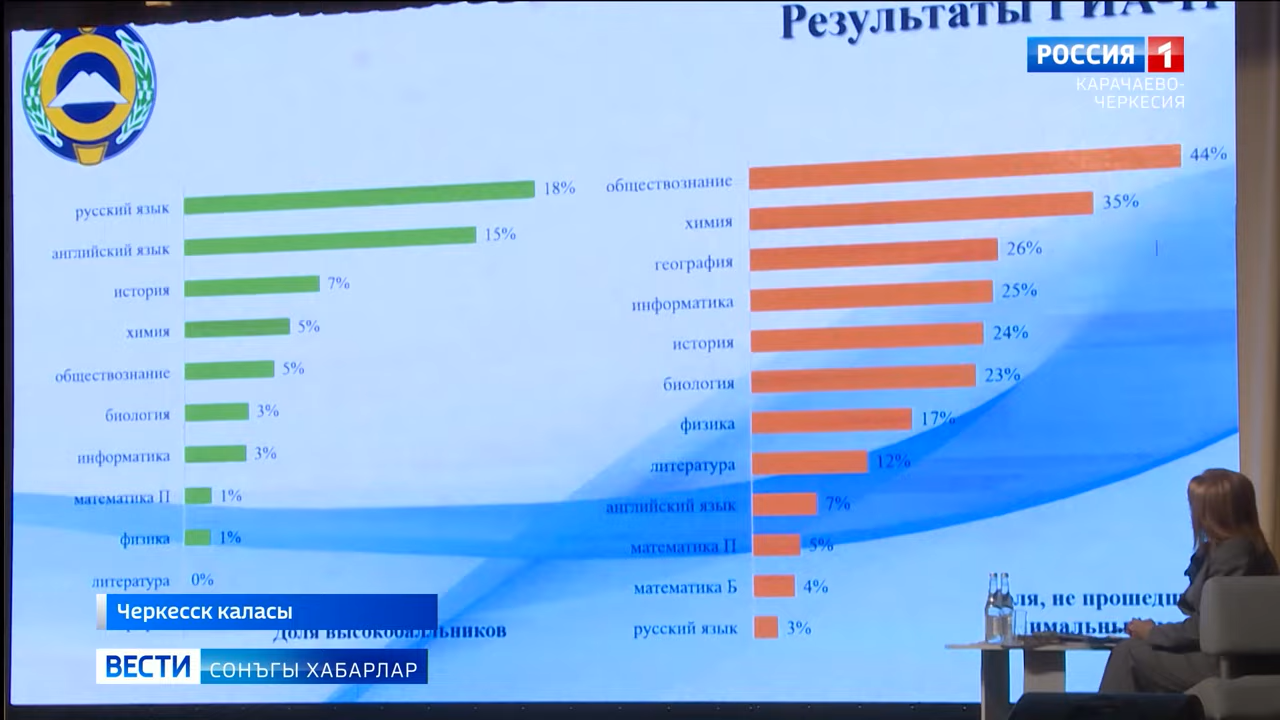 Результаты ГИА-11
РОССИЯ 1
КАРАЧАЕВО-
ЧЕРКЕСИЯ
русский язык 18%
английский язык 15%
история 7%
химия 5%
обществознание 5%
биология 3%
информатика 3%
математика П 1%
физика 1%
литература 0%
Доля высокобалльников
обществознание 44%
химия 35%
география 26%
информатика 25%
история 24%
биология 23%
физика 17%
литература 12%
английский язык 7%
математика П 5%
математика Б 4%
русский язык 3%
не
Черкесск каласы
ВЕСТИ СОНЪГЫ ХАБАРЛАР